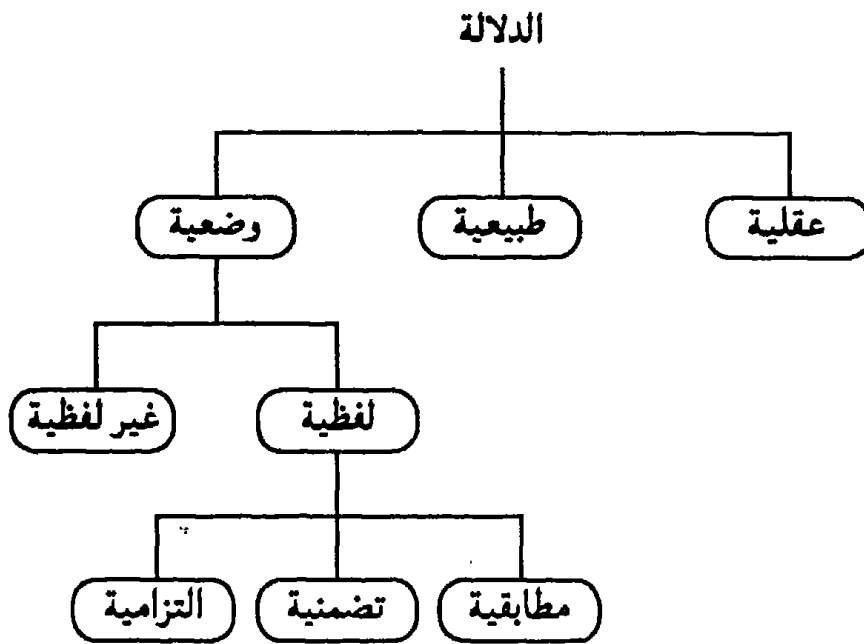 الدلالة
عقلية طبيعية وضعية
لفظية غير لفظية
مطابقية تضمنية التزامية